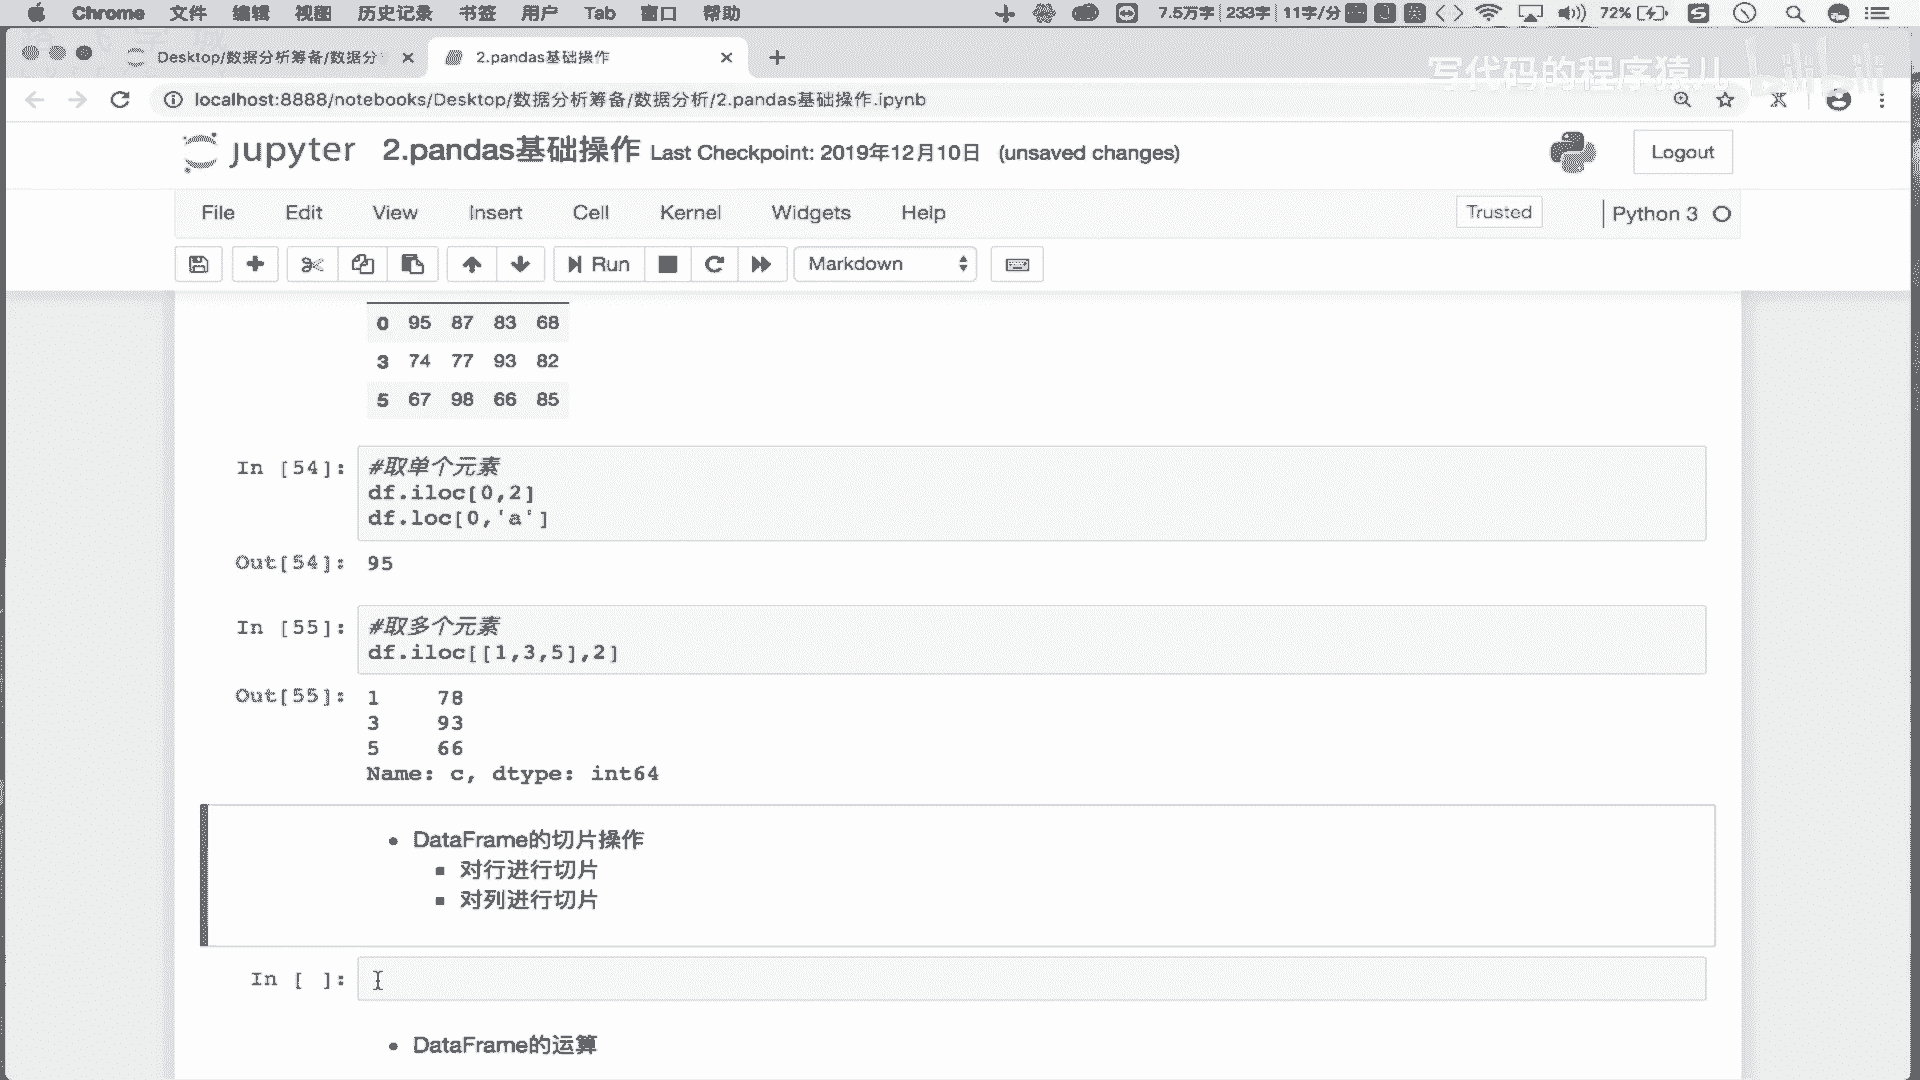 Chrome 文件 编辑 视图 历史记录 书签 用户 Tab 窗口 帮助 7.5万字 233字 11字/分 72%
Desktop/数据分析筹备/数据分
2.pandas基础操作
写代码的程序猿儿 bilibili
localhost:8888/notebooks/Desktop/数据分析筹备/数据分析/2.pandas基础操作.ipynb
jupyter 2.pandas基础操作 Last Checkpoint: 2019年12月10日 (unsaved changes)
Logout
File Edit View Insert Cell Kernel Widgets Help
Trusted Python 3
Run Markdown
0 95 87 83 68
3 74 77 93 82
5 67 98 66 85
In [54]: #取单个元素
df.iloc[0,2]
df.loc[0,'a']
Out[54]: 95
In [55]: #取多个元素
df.iloc[[1,3,5],2]
Out[55]: 1 78
3 93
5 66
Name: c, dtype: int64
DataFrame的切片操作
对行进行切片
对列进行切片
In [ ]:
DataFrame的运算